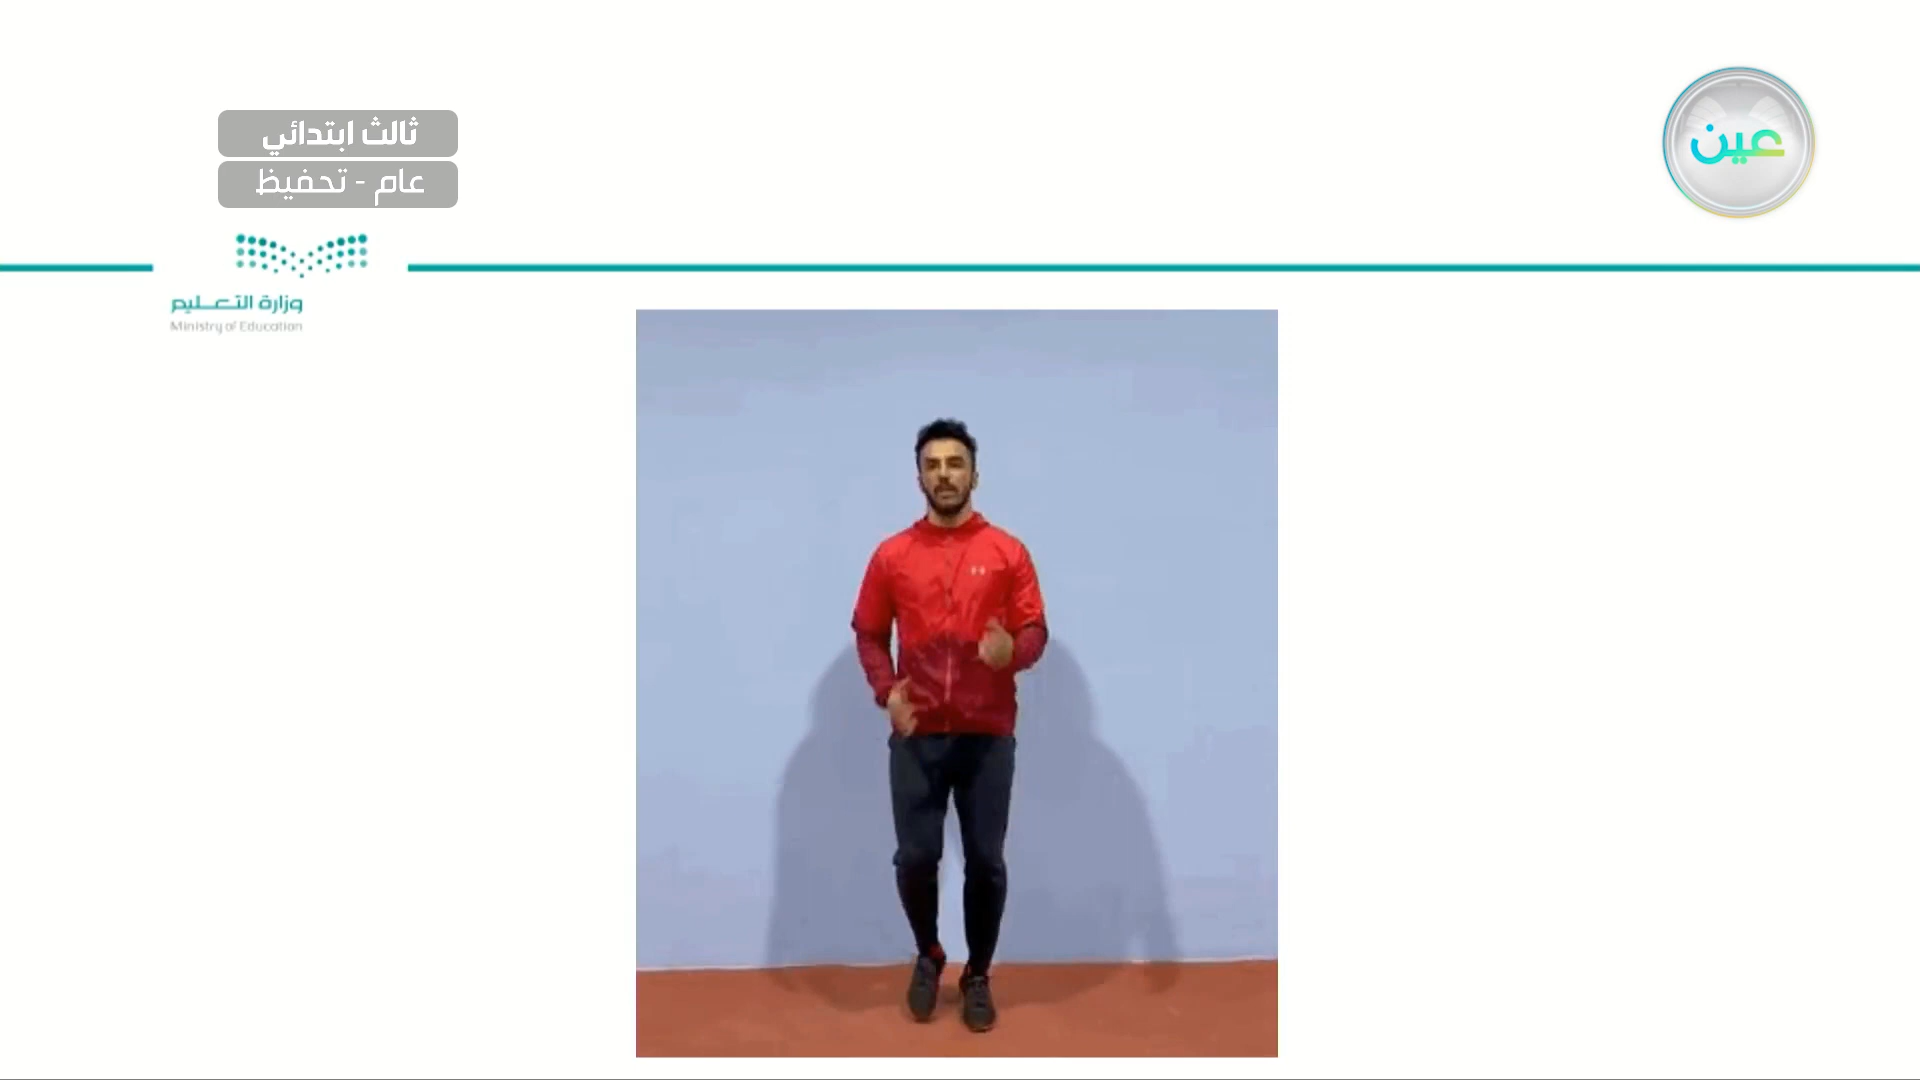 ثالث ابتدائي
عام - تحفيظ
عين
وزارة التعليم
Ministry of Education